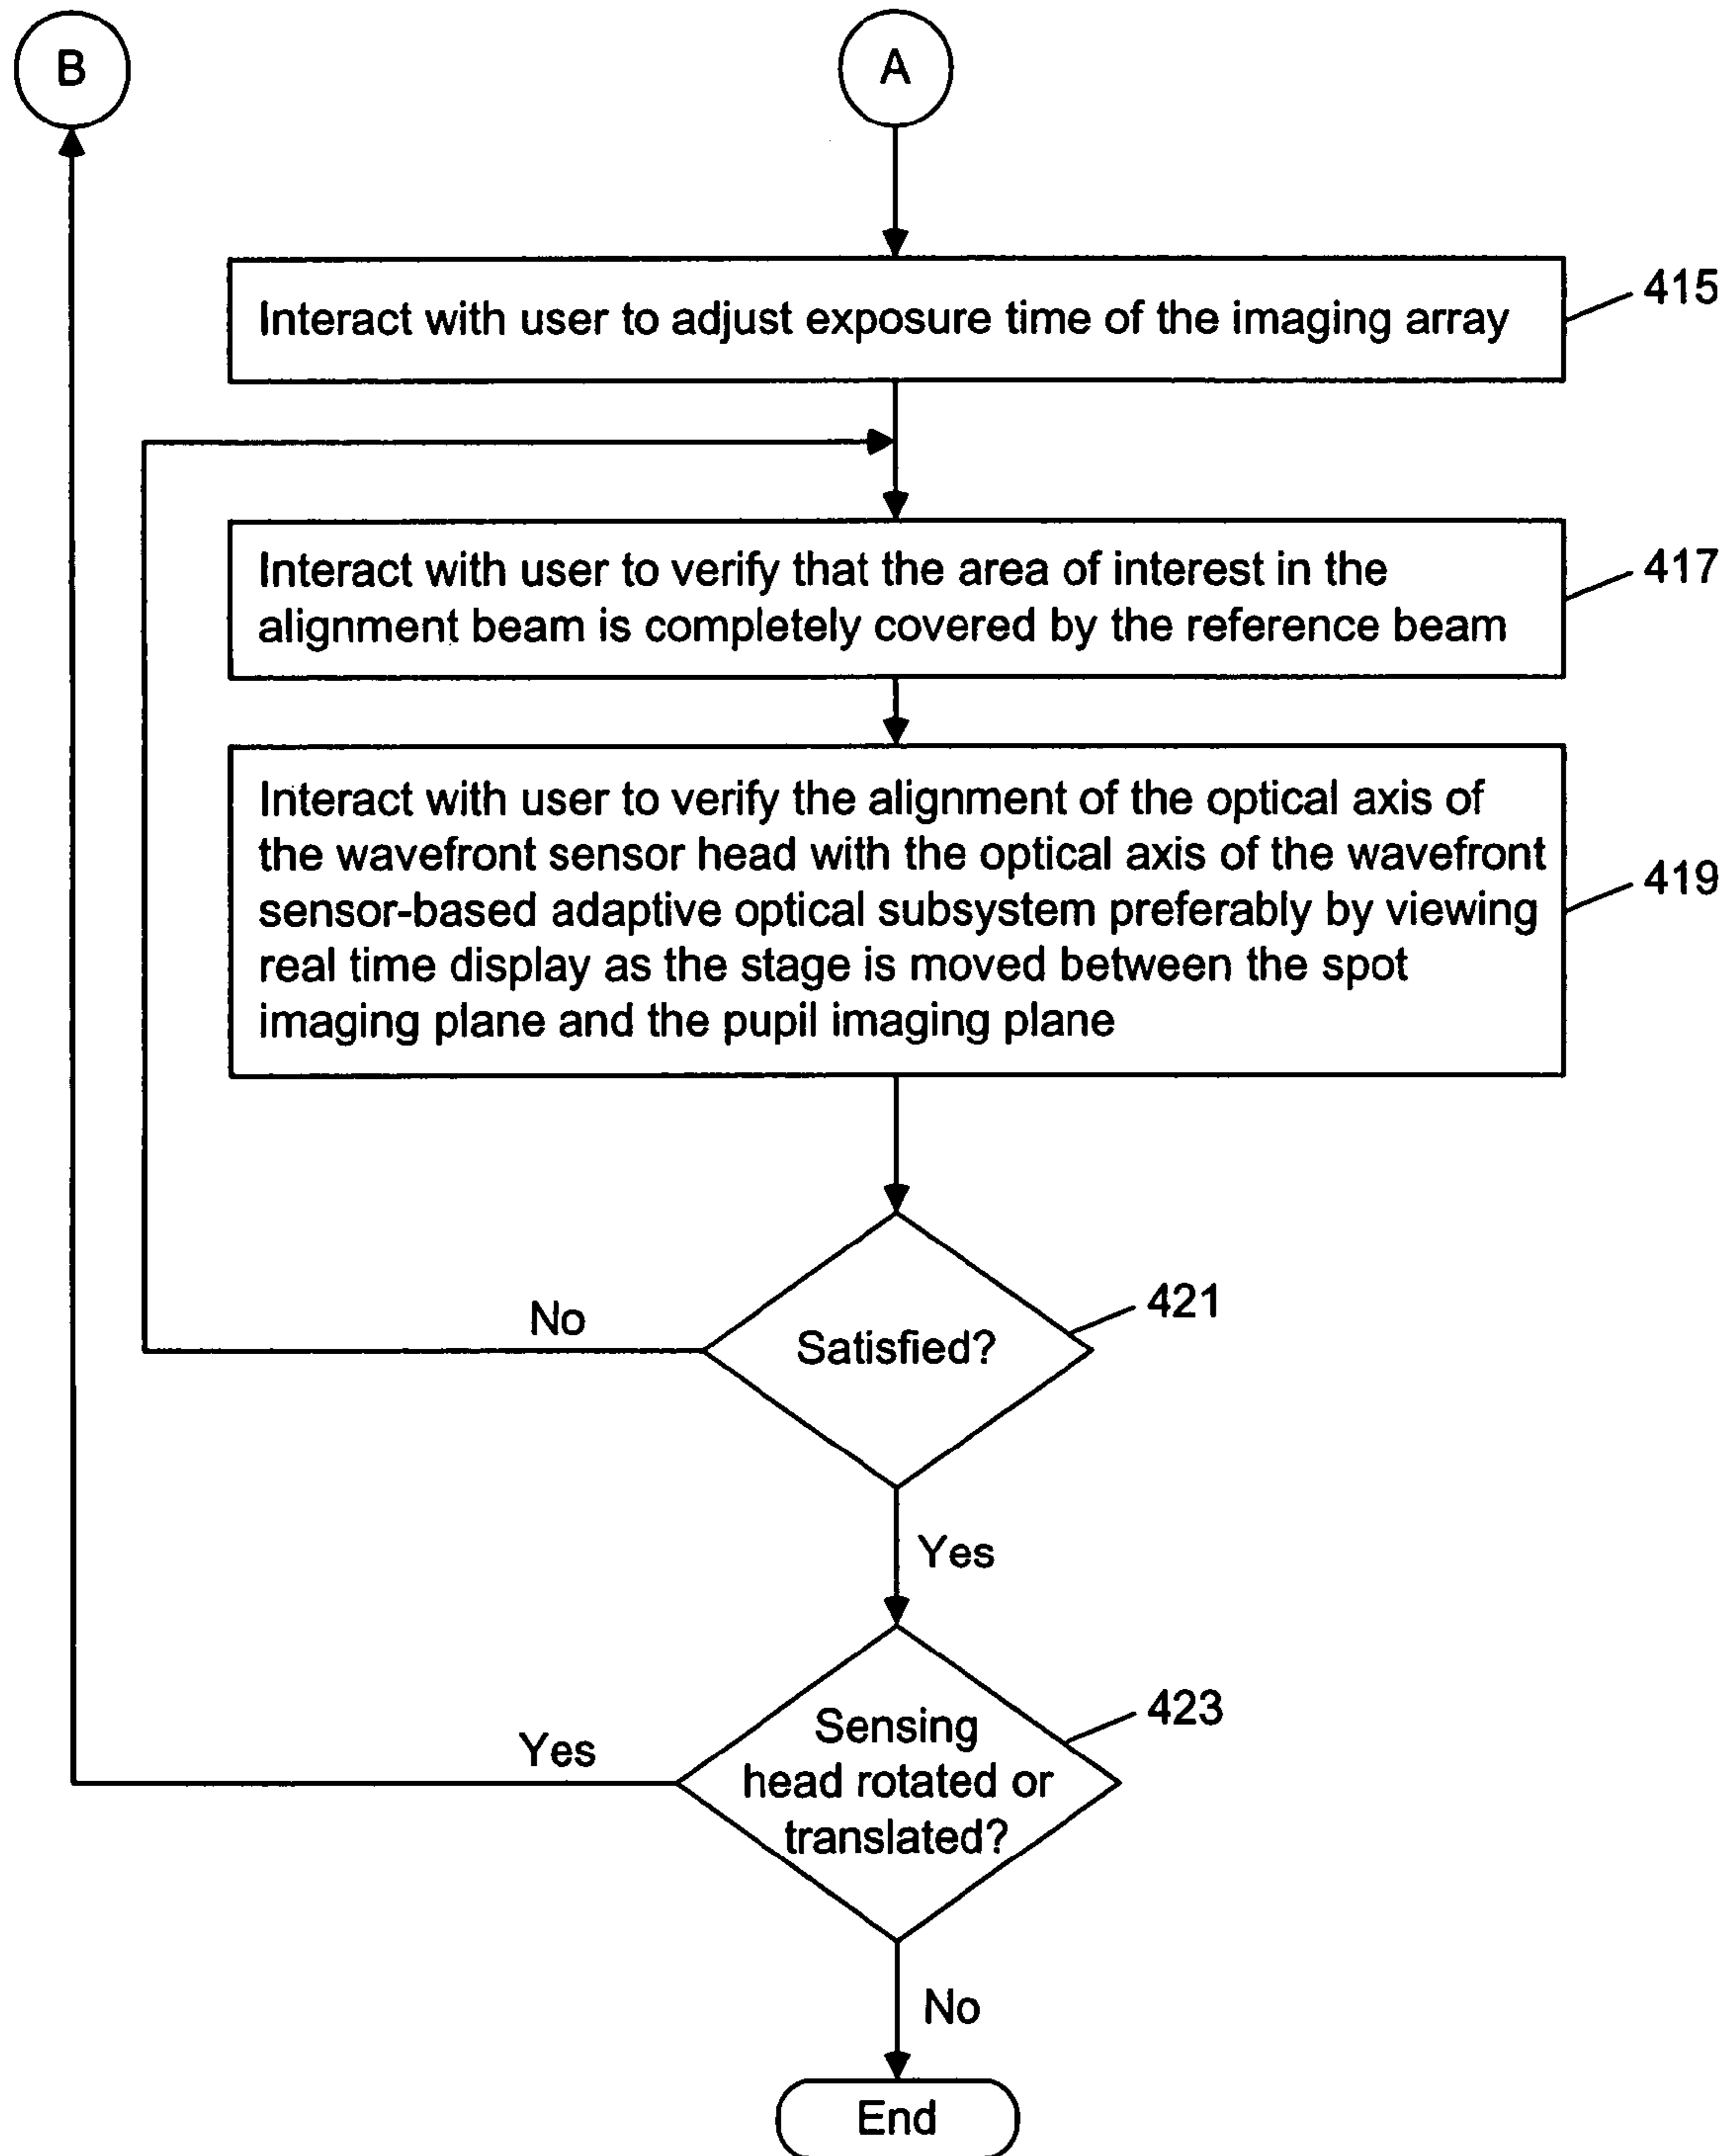 B
A
Interact with user to adjust exposure time of the imaging array
415
Interact with user to verify that the area of interest in the
alignment beam is completely covered by the reference beam
417
Interact with user to verify the alignment of the optical axis of
the wavefront sensor head with the optical axis of the wavefront
sensor-based adaptive optical subsystem preferably by viewing
real time display as the stage is moved between the spot
imaging plane and the pupil imaging plane
419
Satisfied?
421
No
Yes
Sensing
head rotated or
translated?
423
Yes
No
End